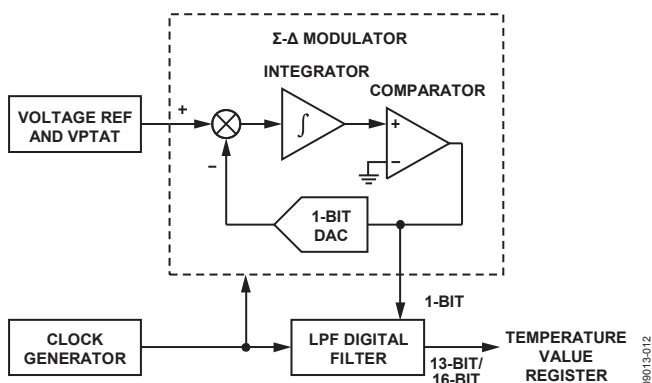 Σ-Δ MODULATOR
INTEGRATOR
COMPARATOR
VOLTAGE REF
AND VPTAT
+
−
∫
+
−
1-BIT
DAC
1-BIT
CLOCK
GENERATOR
LPF DIGITAL
FILTER
13-BIT/
16-BIT
TEMPERATURE
VALUE
REGISTER
09013-012